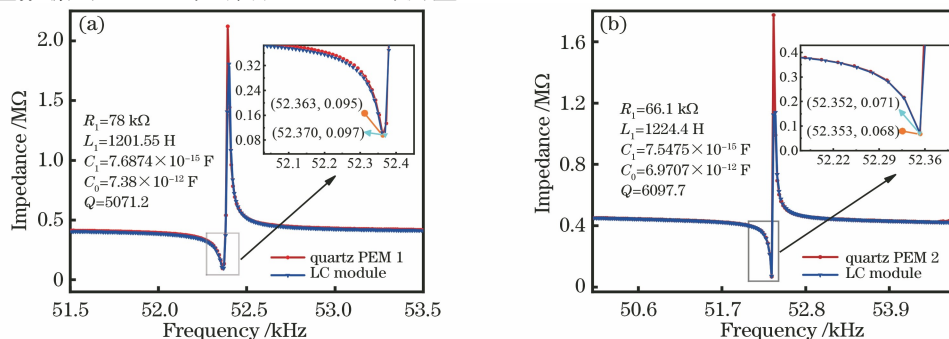 (a)
Impedance /MΩ
2.0
1.5
1.0
0.5
0
R₁=78 kΩ
L₁=1201.55 H
C₁=7.6874×10⁻¹⁵ F
C₀=7.38×10⁻¹² F
Q=5071.2
0.32
0.24
0.16
0.08
(52.363, 0.095)
(52.370, 0.097)
52.1 52.2 52.3 52.4
quartz PEM 1
LC module
51.5 52.0 52.5 53.0 53.5
Frequency /kHz
(b)
Impedance /MΩ
1.6
1.2
0.8
0.4
0
R₁=66.1 kΩ
L₁=1224.4 H
C₁=7.5475×10⁻¹⁵ F
C₀=6.9707×10⁻¹² F
Q=6097.7
0.4
0.3
0.2
0.1
0
(52.352, 0.071)
(52.353, 0.068)
52.22 52.29 52.36
quartz PEM 2
LC module
50.6 51.7 52.8 53.9
Frequency /kHz